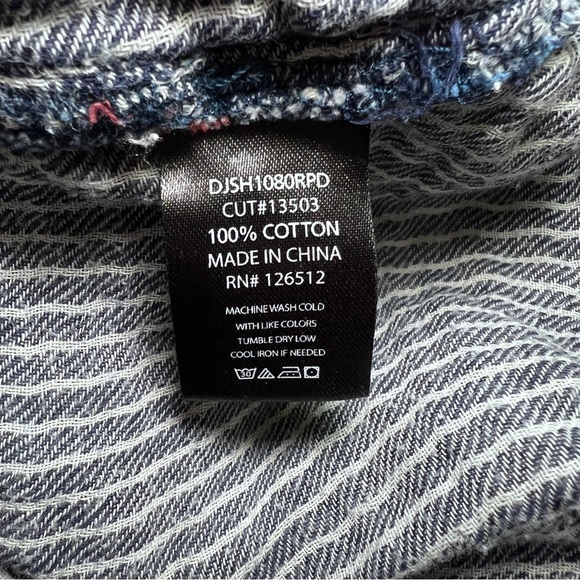 DJSH1080RPD
CUT#13503
100% COTTON
MADE IN CHINA
RN# 126512
MACHINE WASH COLD
WITH LIKE COLORS
TUMBLE DRY LOW
COOL IRON IF NEEDED
30